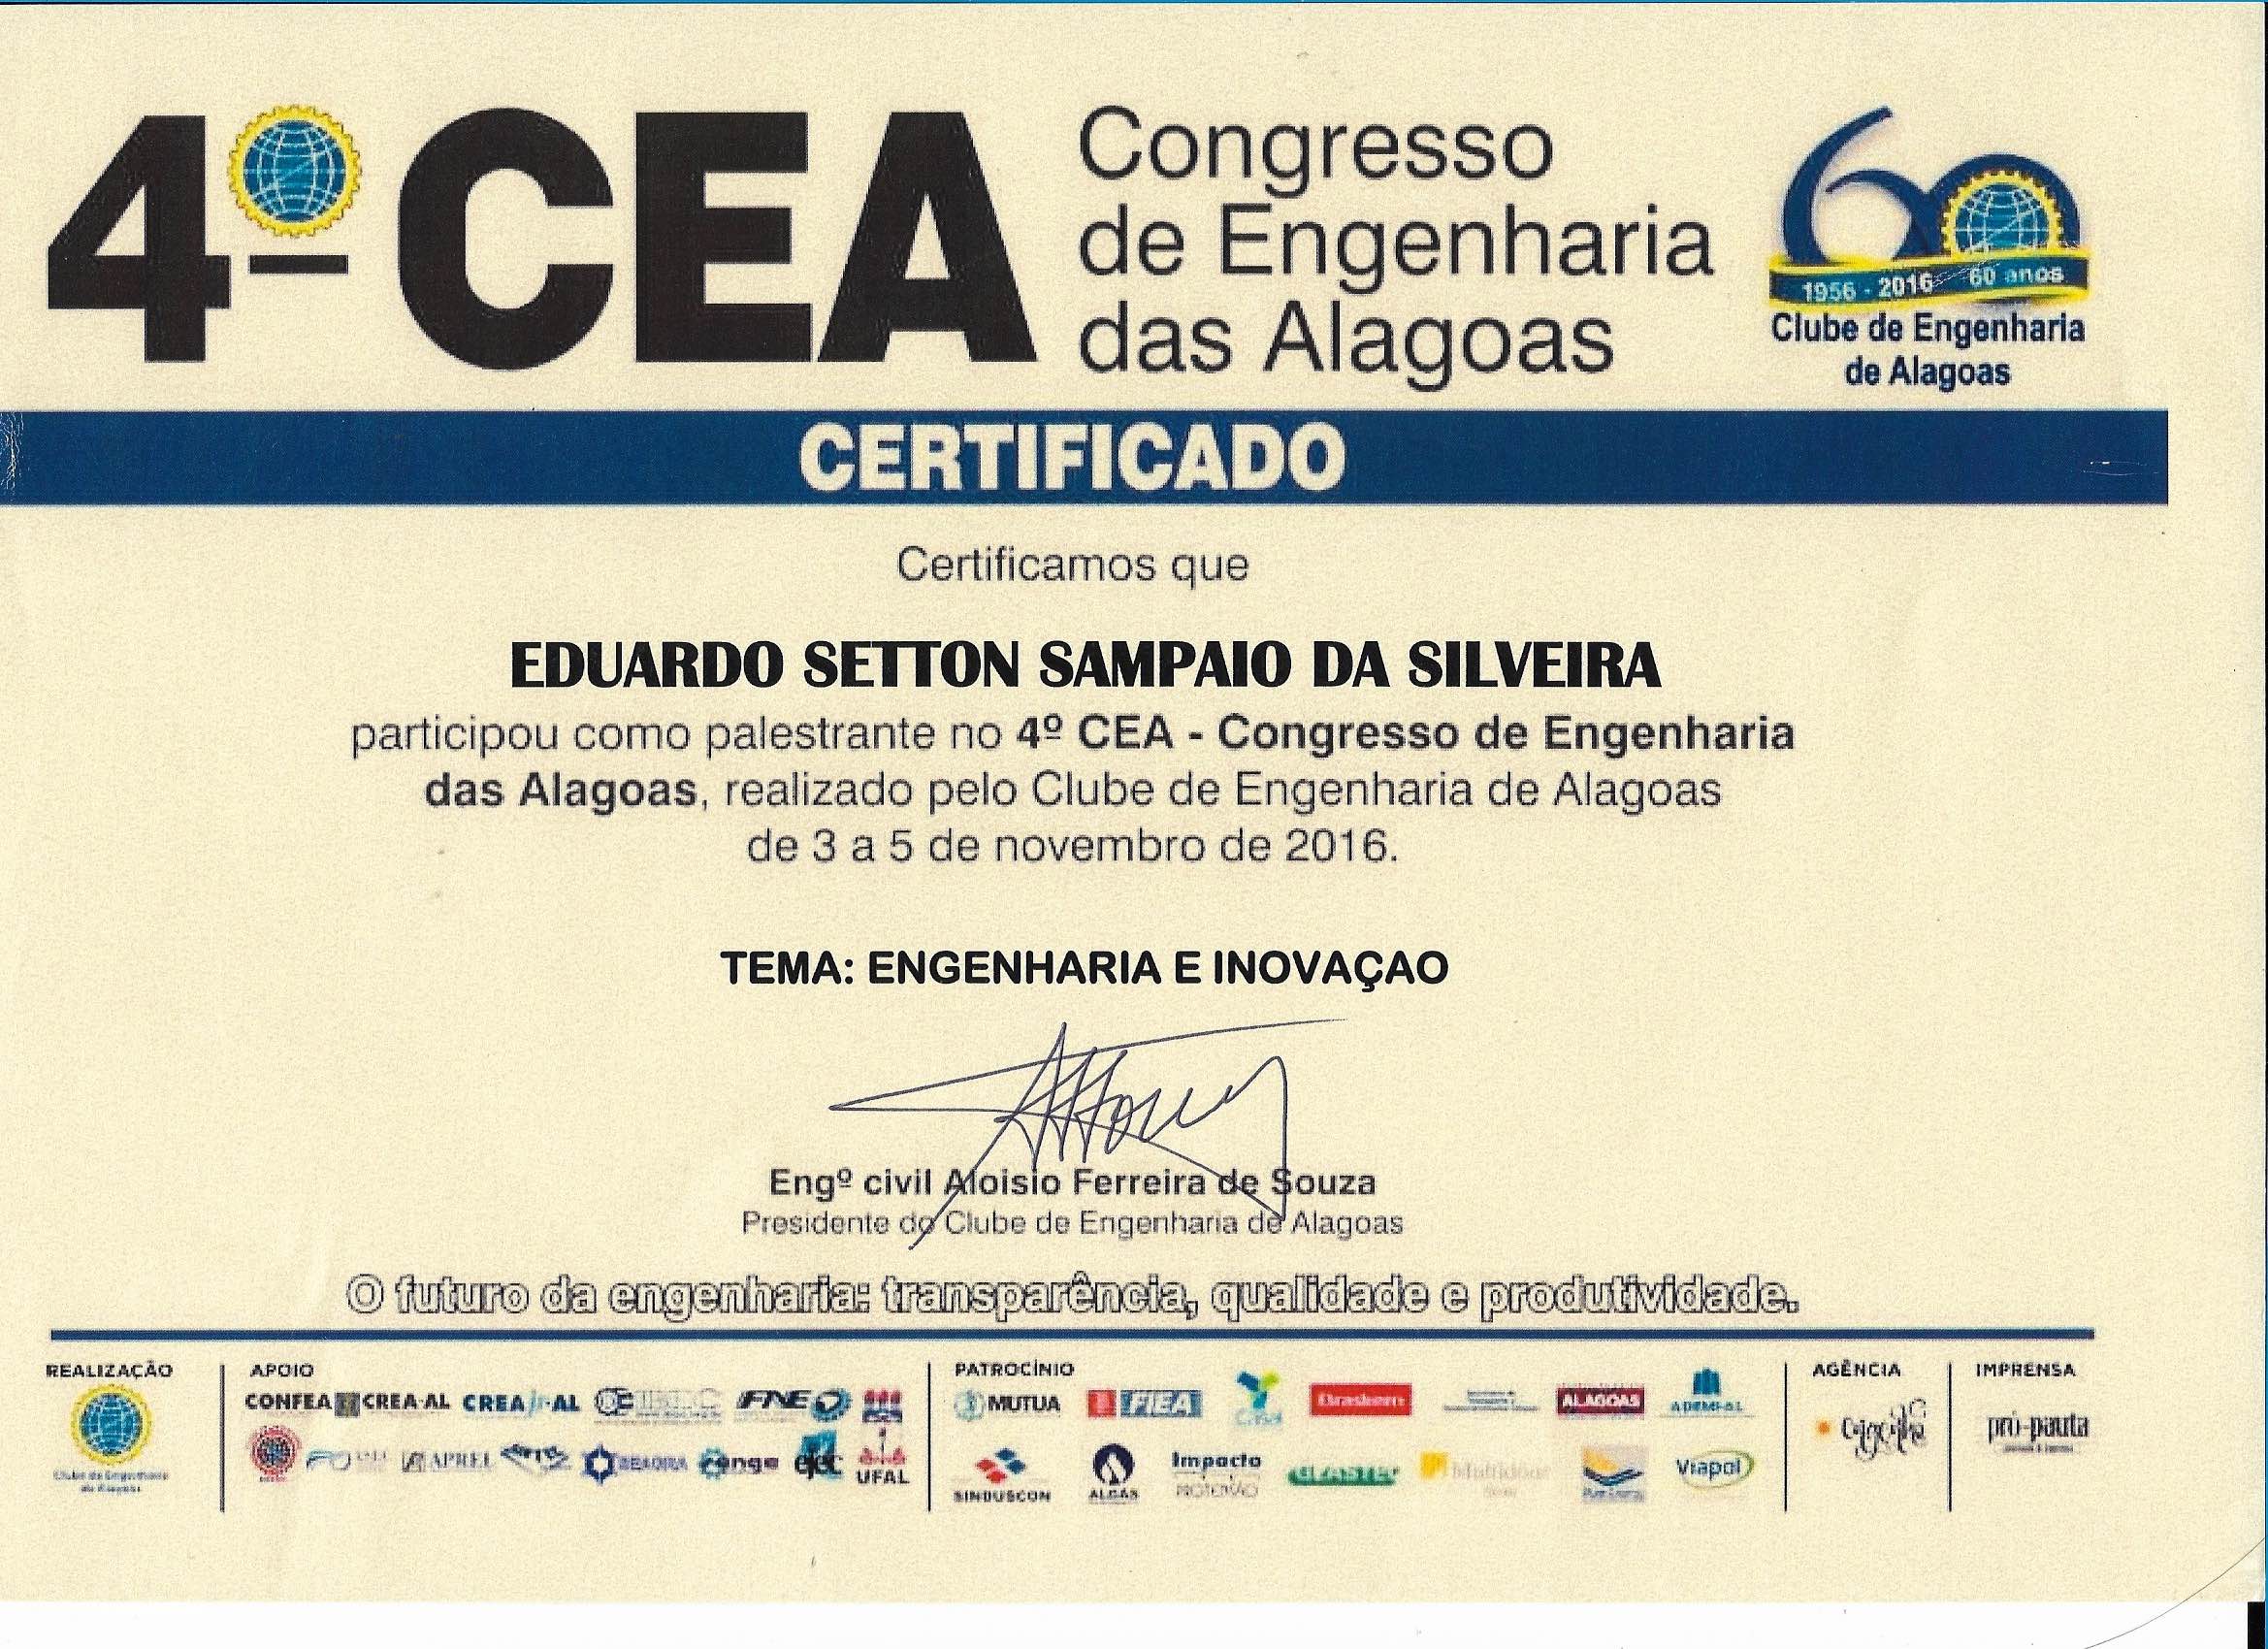 4º CEA
Congresso
de Engenharia
das Alagoas
1956 - 2016 60 anos
Clube de Engenharia
de Alagoas
CERTIFICADO
Certificamos que
EDUARDO SETTON SAMPAIO DA SILVEIRA
participou como palestrante no 4º CEA - Congresso de Engenharia
das Alagoas, realizado pelo Clube de Engenharia de Alagoas
de 3 a 5 de novembro de 2016.
TEMA: ENGENHARIA E INOVAÇAO
Engº civil Aloisio Ferreira de Souza
Presidente do Clube de Engenharia de Alagoas
O futuro da engenharia: transparência, qualidade e produtividade.
REALIZAÇÃO
Clube de Engenharia
de Alagoas
APOIO
CONFEA CREA-AL CREA jr-AL FNE
APREL ejec UFAL
PATROCÍNIO
MUTUA FIEA Casal Braskem ALAGOAS ADEMI-AL
SINDUSCON ALGÁS Impacto PROTENSÃO Viapol
AGÊNCIA
IMPRENSA
pró-pauta